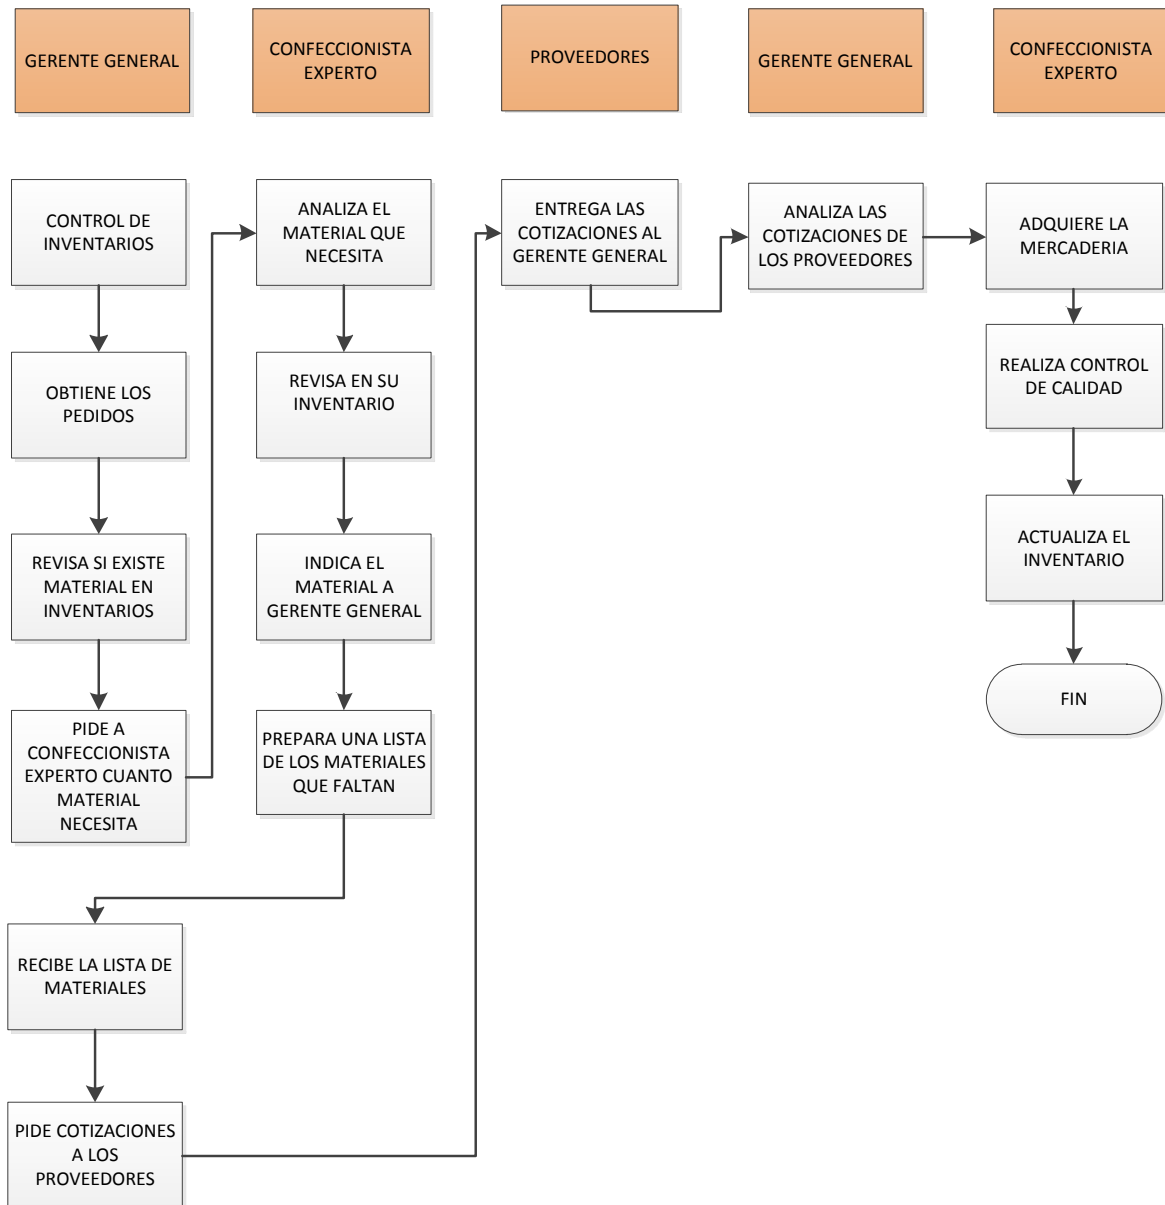 GERENTE GENERAL
CONFECCIONISTA
EXPERTO
PROVEEDORES
GERENTE GENERAL
CONFECCIONISTA
EXPERTO
CONTROL DE
INVENTARIOS
OBTIENE LOS
PEDIDOS
REVISA SI EXISTE
MATERIAL EN
INVENTARIOS
PIDE A
CONFECCIONISTA
EXPERTO CUANTO
MATERIAL
NECESITA
ANALIZA EL
MATERIAL QUE
NECESITA
REVISA EN SU
INVENTARIO
INDICA EL
MATERIAL A
GERENTE GENERAL
PREPARA UNA LISTA
DE LOS MATERIALES
QUE FALTAN
RECIBE LA LISTA DE
MATERIALES
PIDE COTIZACIONES
A LOS
PROVEEDORES
ENTREGA LAS
COTIZACIONES AL
GERENTE GENERAL
ANALIZA LAS
COTIZACIONES DE
LOS PROVEEDORES
ADQUIERE LA
MERCADERIA
REALIZA CONTROL
DE CALIDAD
ACTUALIZA EL
INVENTARIO
FIN